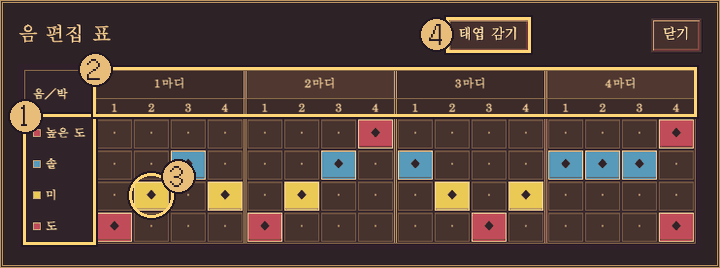 음 편집 표
4
태엽 감기
닫기
2
음/박
1마디 2마디 3마디 4마디
1 2 3 4 1 2 3 4 1 2 3 4 1 2 3 4
1
높은 도
솔
3
미
도